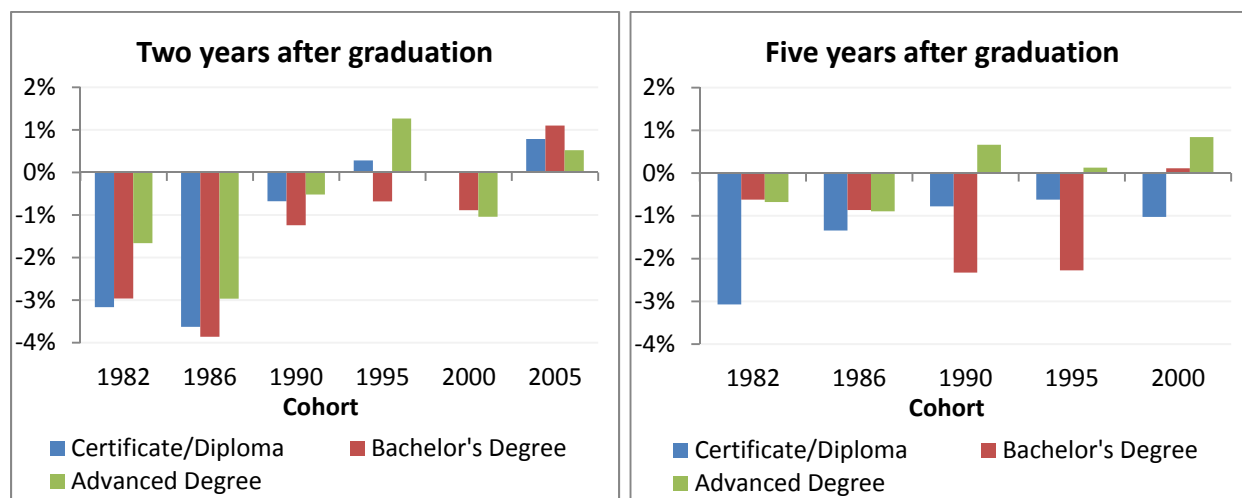 Two years after graduation
2%
1%
0%
-1%
-2%
-3%
-4%
1982 1986 1990 1995 2000 2005
Cohort
Certificate/Diploma Bachelor's Degree
Advanced Degree
Five years after graduation
2%
1%
0%
-1%
-2%
-3%
-4%
1982 1986 1990 1995 2000
Cohort
Certificate/Diploma Bachelor's Degree
Advanced Degree